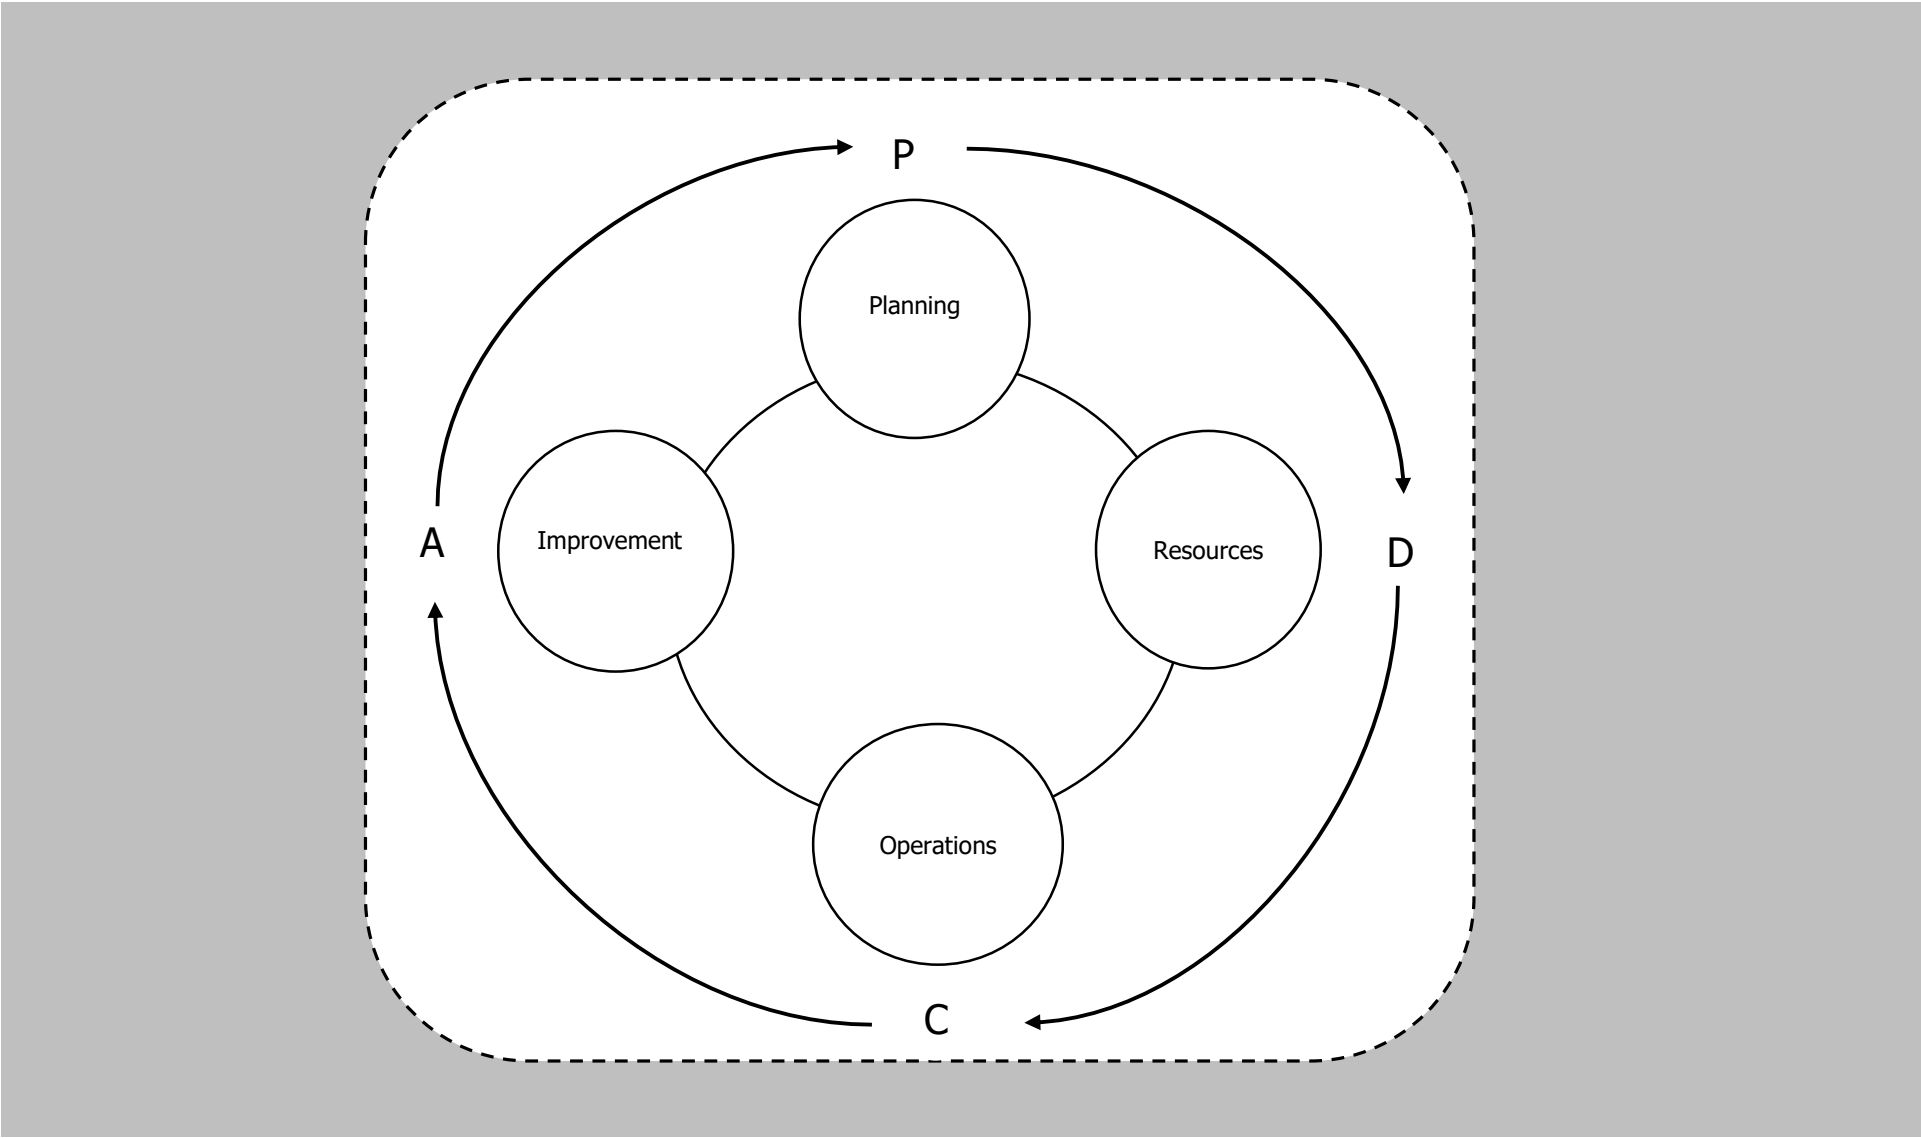 P
Planning
A
Improvement
Resources
D
Operations
C